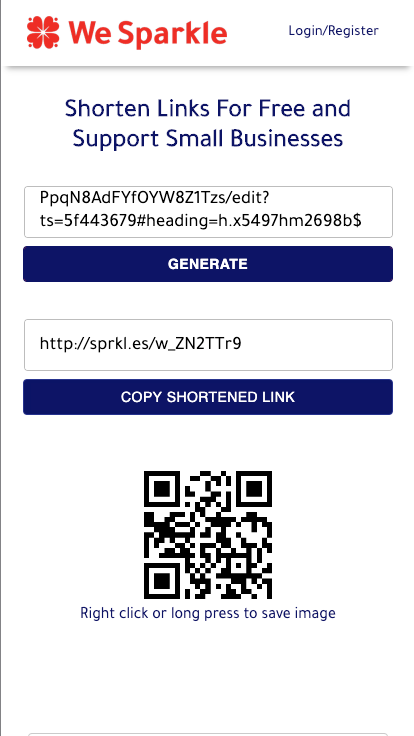 We Sparkle
Login/Register
Shorten Links For Free and
Support Small Businesses
PpqN8AdFYfOYW8Z1Tzs/edit?
ts=5f443679#heading=h.x5497hm2698b$
GENERATE
http://sprkl.es/w_ZN2TTr9
COPY SHORTENED LINK
Right click or long press to save image